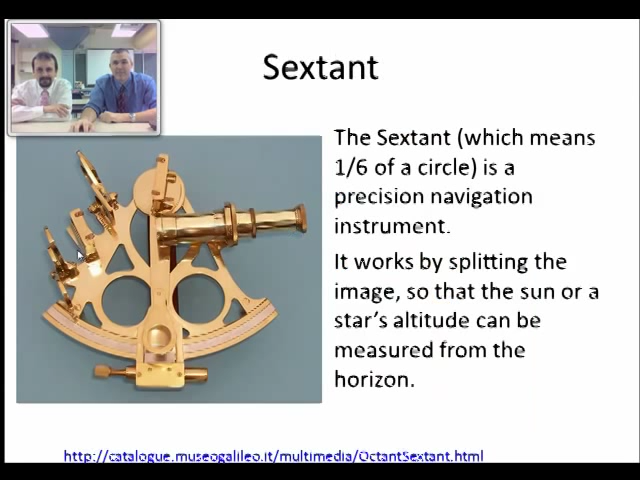 Sextant
The Sextant (which means
1/6 of a circle) is a
precision navigation
instrument.
It works by splitting the
image, so that the sun or a
star's altitude can be
measured from the
horizon.
http://catalogue.museogalileo.it/multimedia/OctantSextant.html